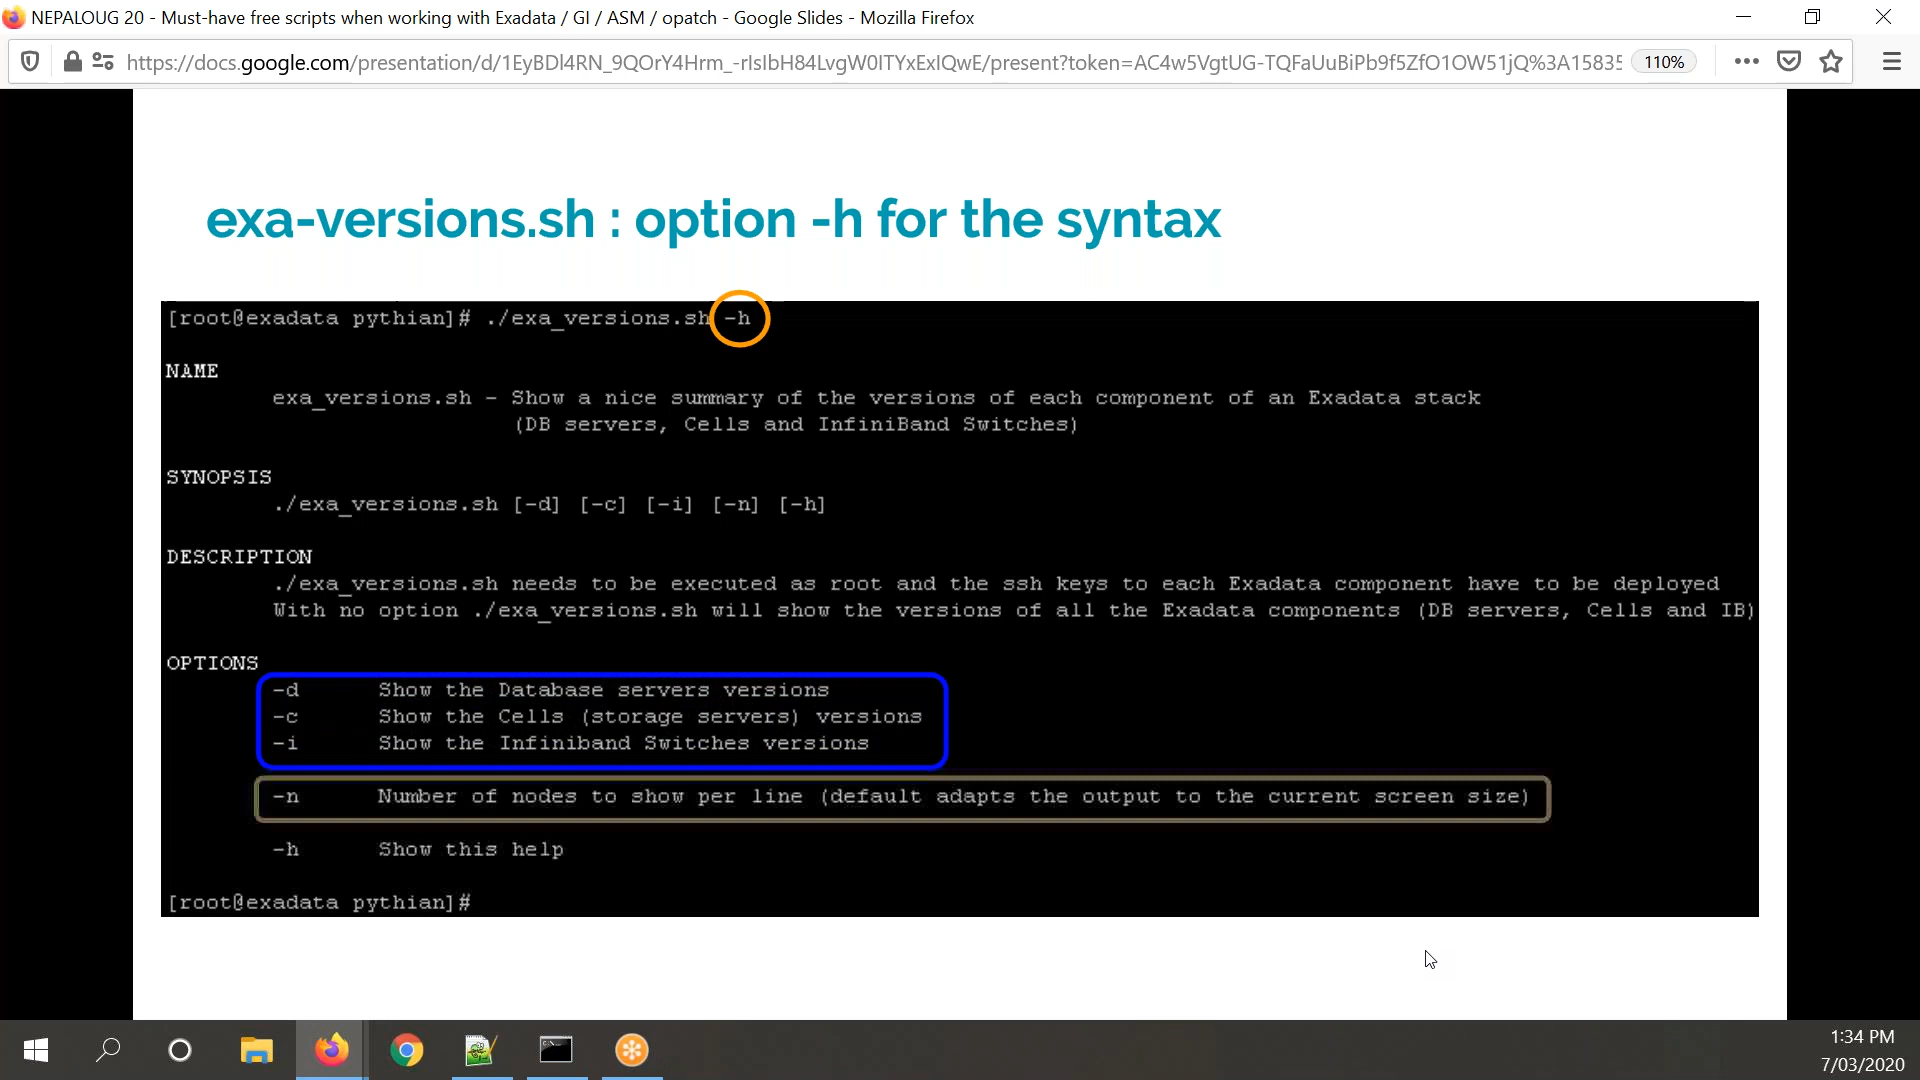 NEPALOUG 20 - Must-have free scripts when working with Exadata / GI / ASM / opatch - Google Slides - Mozilla Firefox
https://docs.google.com/presentation/d/1EyBDl4RN_9QOrY4Hrm_-rIsIbH84LvgW0ITYxExIQwE/present?token=AC4w5VgtUG-TQFaUuBiPb9f5ZfO1OW51jQ%3A15835
110%
exa-versions.sh : option -h for the syntax
[root@exadata pythian]# ./exa_versions.sh -h
NAME
exa_versions.sh - Show a nice summary of the versions of each component of an Exadata stack
(DB servers, Cells and InfiniBand Switches)
SYNOPSIS
./exa_versions.sh [-d] [-c] [-i] [-n] [-h]
DESCRIPTION
./exa_versions.sh needs to be executed as root and the ssh keys to each Exadata component have to be deployed
With no option ./exa_versions.sh will show the versions of all the Exadata components (DB servers, Cells and IB)
OPTIONS
-d Show the Database servers versions
-c Show the Cells (storage servers) versions
-i Show the Infiniband Switches versions
-n Number of nodes to show per line (default adapts the output to the current screen size)
-h Show this help
[root@exadata pythian]#
1:34 PM
7/03/2020